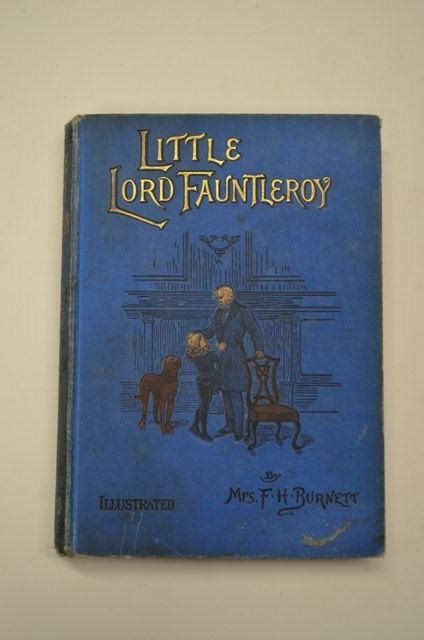 LITTLE
LORD FAUNTLEROY
BY
MRS. F. H. BURNETT
ILLUSTRATED